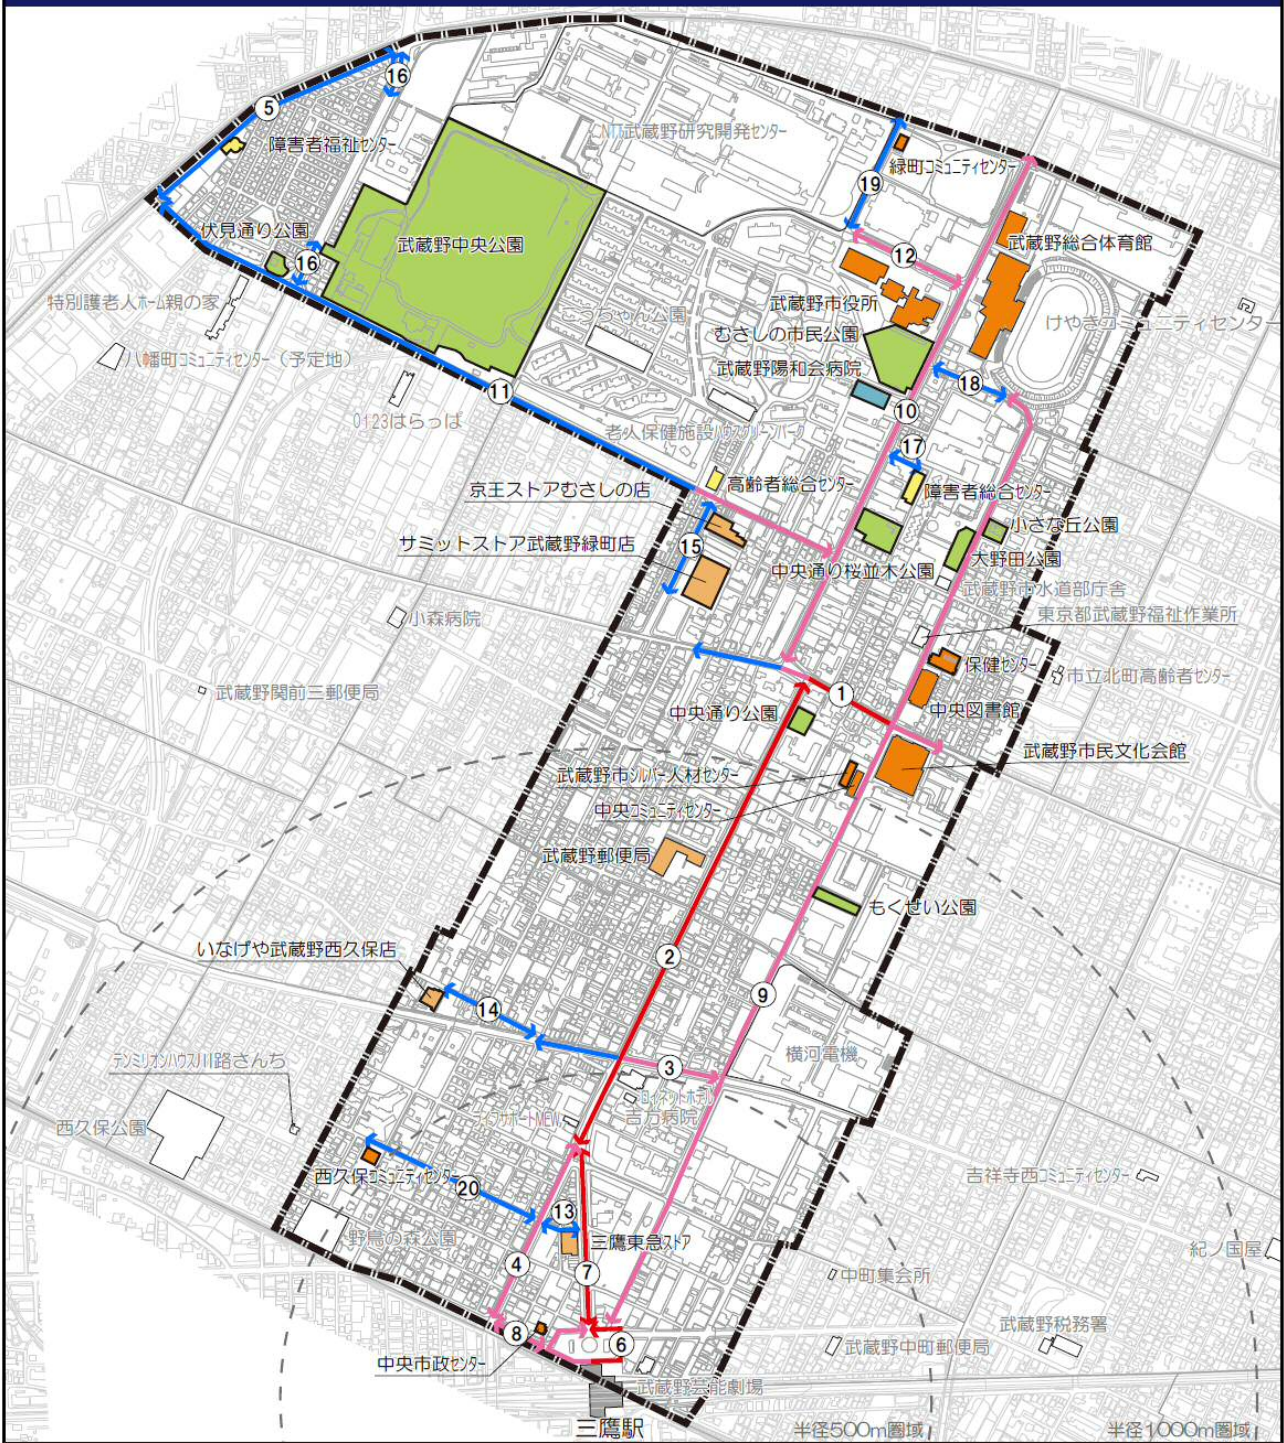 16
5
障害者福祉センター
NTT武蔵野研究開発センター
緑町コミュニティセンター
19
伏見通り公園
武蔵野中央公園
12
武蔵野総合体育館
16
特別護老人ホーム親の家
武蔵野市役所
むさしの市民公園
けやきコミュニティセンター
八幡町コミュニティセンター（予定地）
武蔵野陽和会病院
18
11
10
0123はらっぱ
老人保健施設ハウスグリーンパーク
17
京王ストアむさしの店
高齢者総合センター
障害者総合センター
サミットストア武蔵野緑町店
15
小さな丘公園
中央通り桜並木公園
大野田公園
武蔵野市水道部庁舎
小森病院
東京都武蔵野福祉作業所
保健センター
市立北町高齢者センター
武蔵野関前三郵便局
1
中央通り公園
中央図書館
武蔵野市民文化会館
武蔵野市シルバー人材センター
中央コミュニティセンター
武蔵野郵便局
もくせい公園
いなげや武蔵野西久保店
2
9
14
テンミリオンハウス川路さんち
3
横河電機
ロイネットホテル
西久保公園
ライフサポートMEW
吉方病院
西久保コミュニティセンター
20
吉祥寺西コミュニティセンター
13
野鳥の森公園
三鷹東急ストア
紀ノ国屋
4
7
中町集会所
8
6
武蔵野税務署
中央市政センター
武蔵野中町郵便局
武蔵野芸能劇場
三鷹駅
半径500m圏域
半径1000m圏域